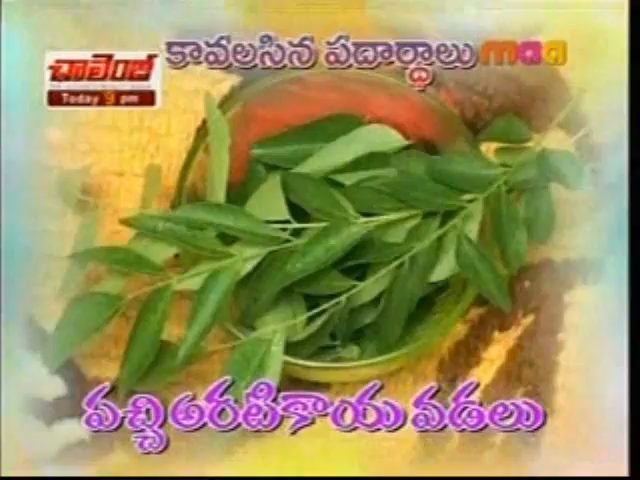 ఛాలెంజ్
Today 9 pm
కావలసిన పదార్ధాలు
maa
పచ్చి అరటికాయ వడలు